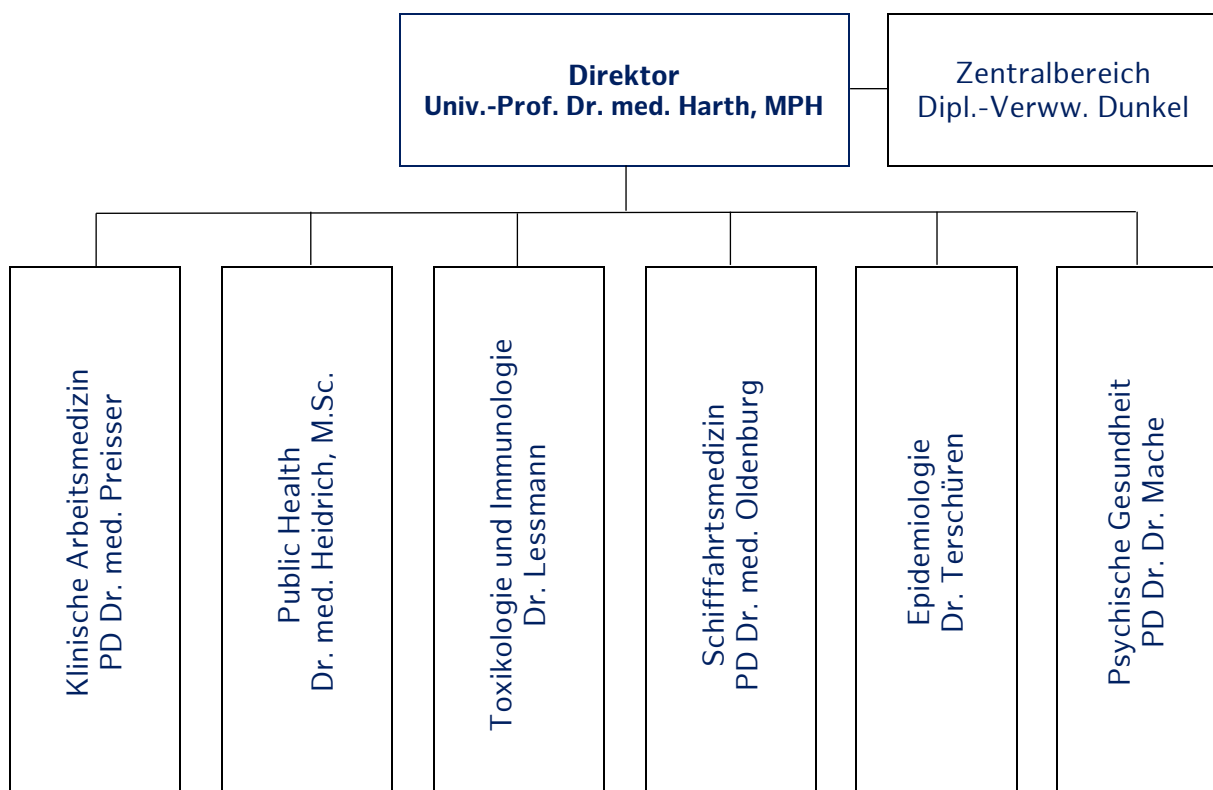 Direktor
Univ.-Prof. Dr. med. Harth, MPH
Zentralbereich
Dipl.-Verww. Dunkel
Klinische Arbeitsmedizin
PD Dr. med. Preisser
Public Health
Dr. med. Heidrich, M.Sc.
Toxikologie und Immunologie
Dr. Lessmann
Schifffahrtsmedizin
PD Dr. med. Oldenburg
Epidemiologie
Dr. Terschüren
Psychische Gesundheit
PD Dr. Dr. Mache